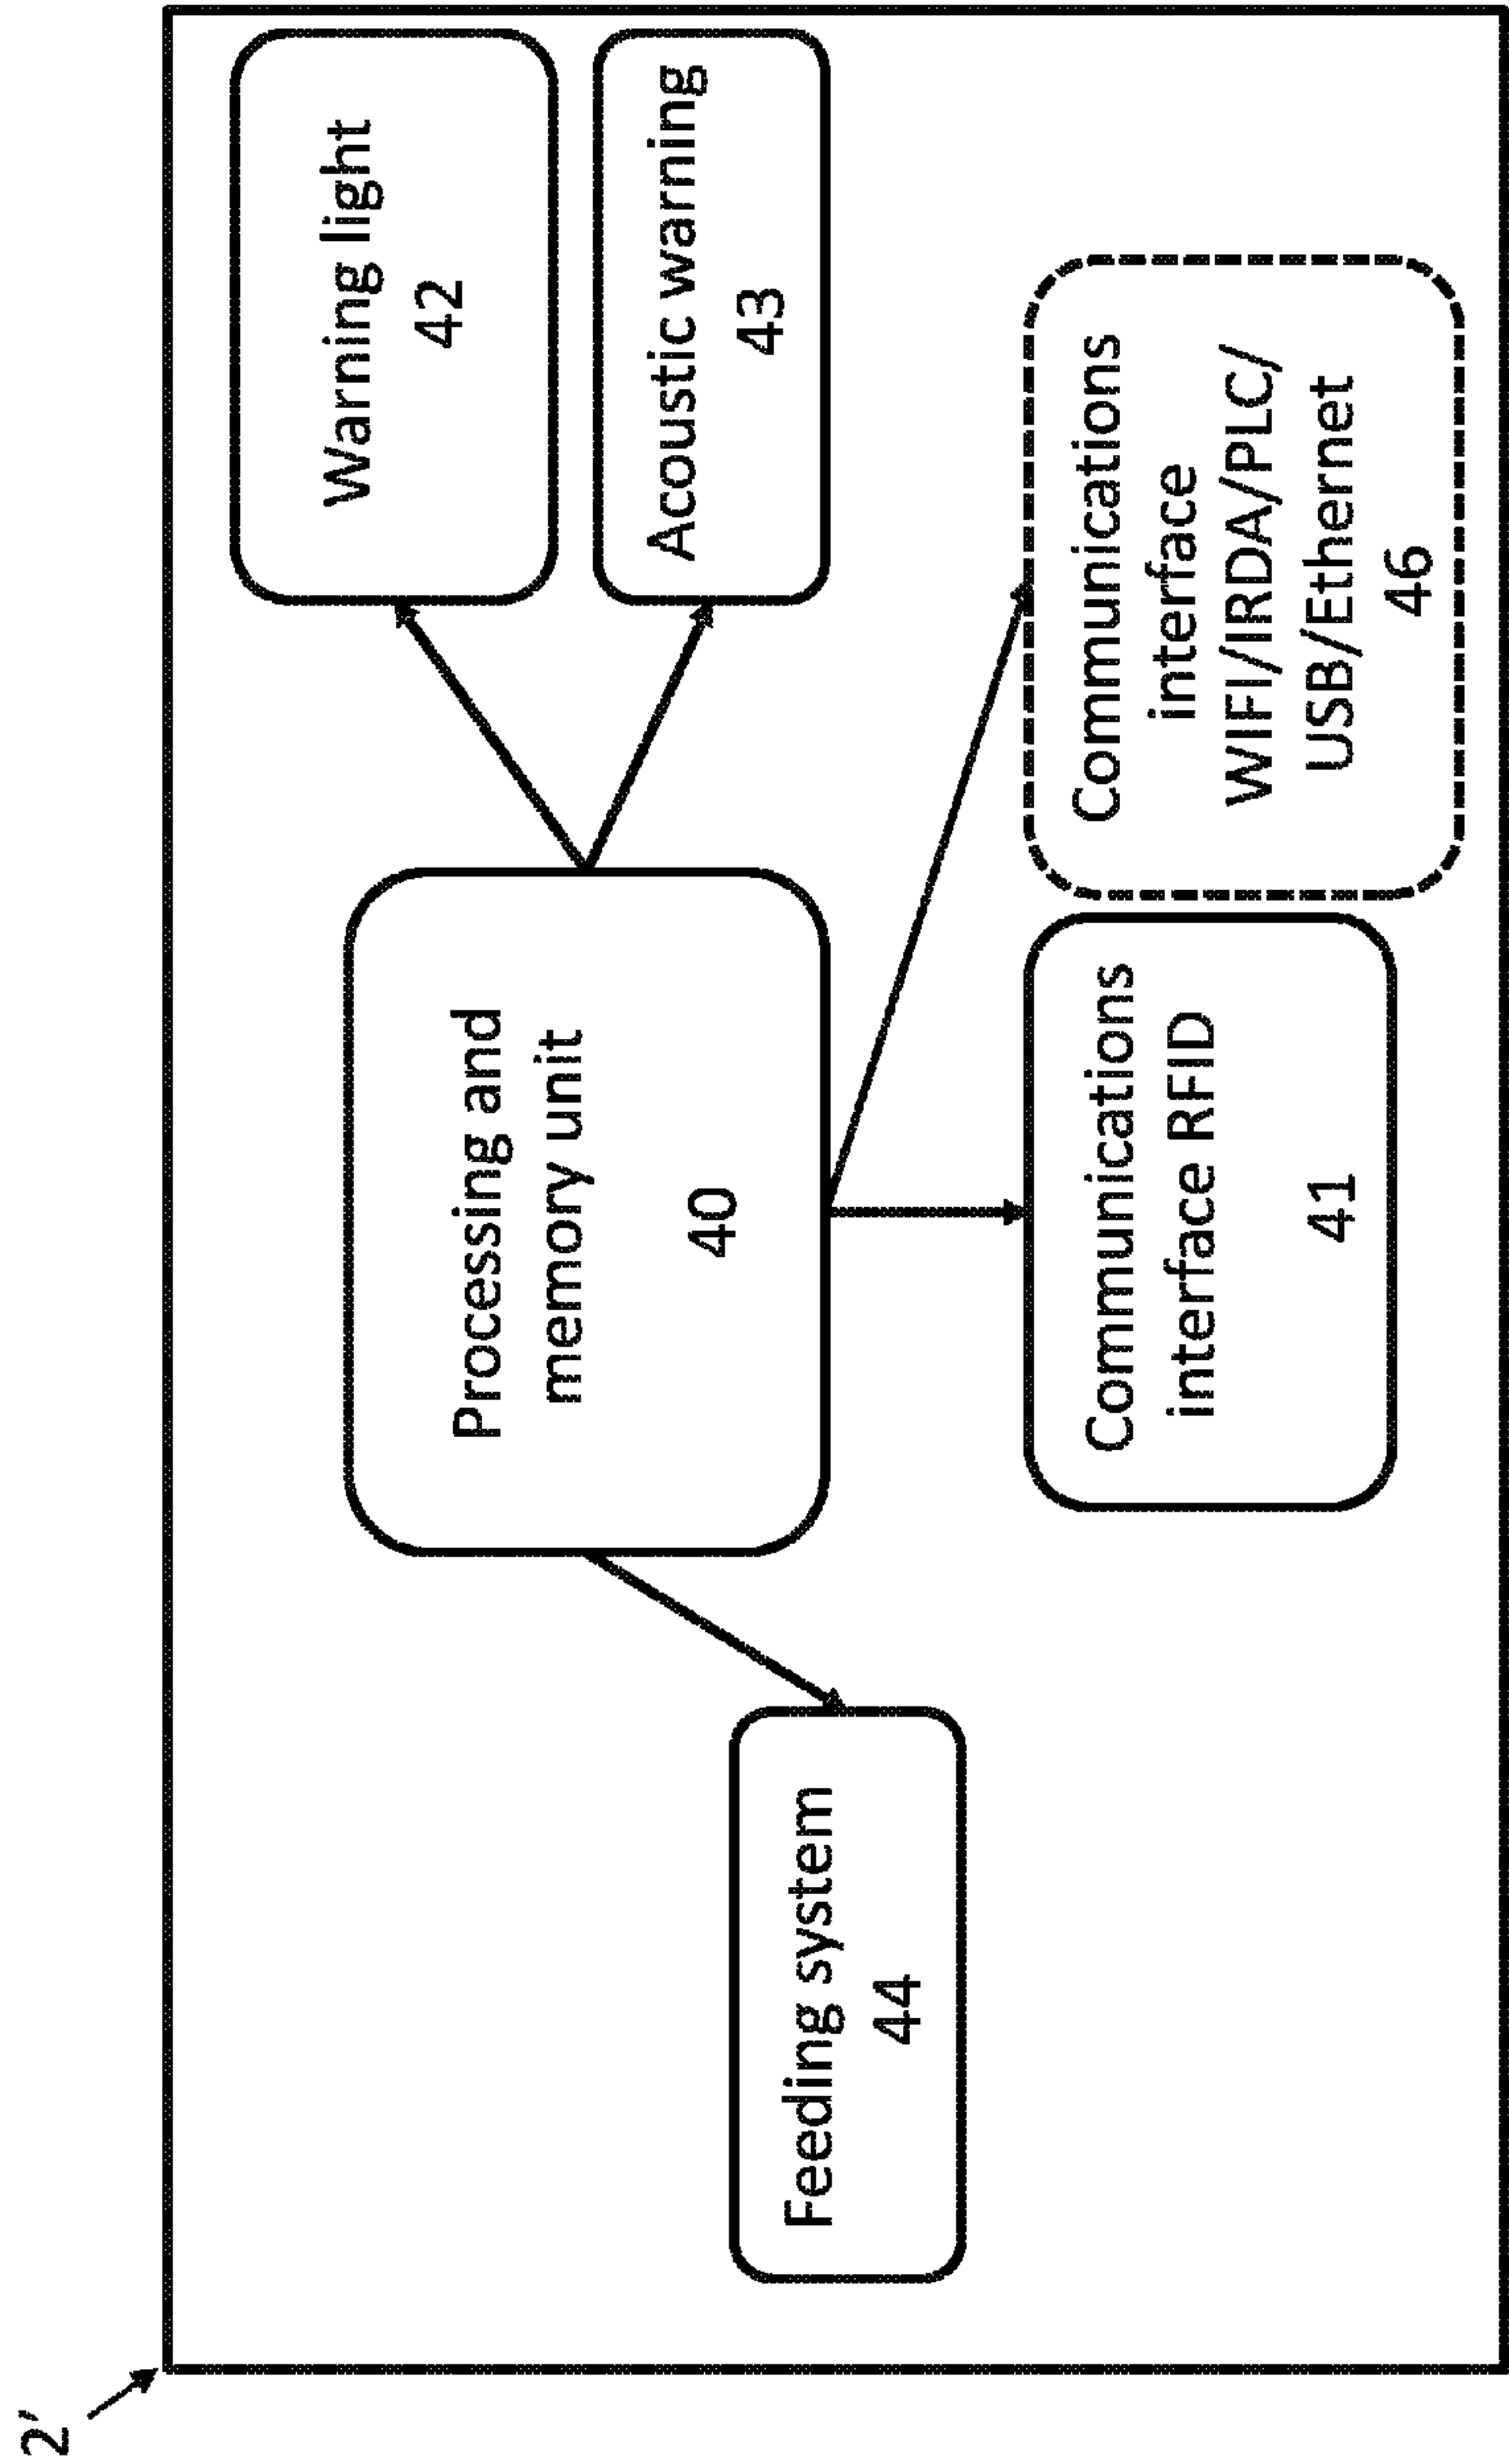 2'
Warning light
42
Processing and
memory unit
40
Acoustic warning
43
Feeding system
44
Communications
interface RFID
41
Communications
interface
WIFI/IRDA/PLC/
USB/Ethernet
46